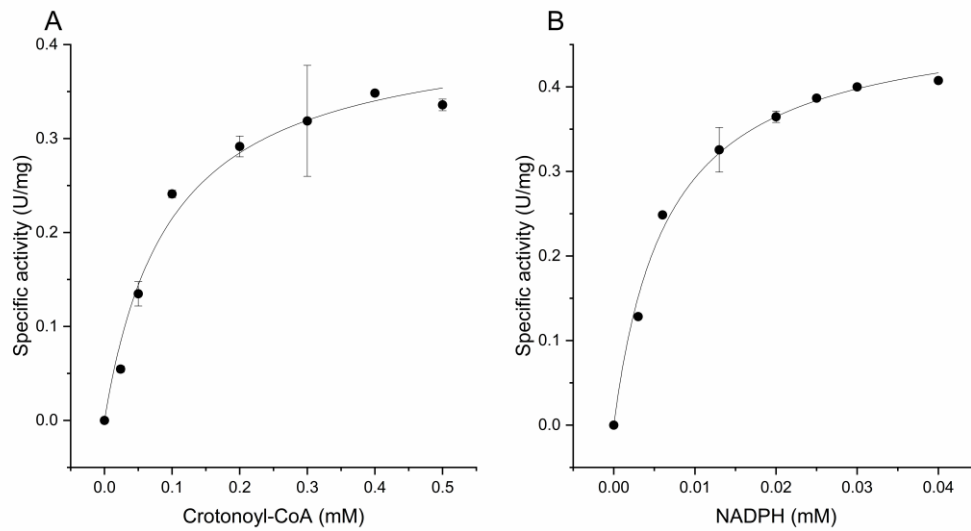 A
0.4
0.3
0.2
0.1
0.0
Specific activity (U/mg)
0.0 0.1 0.2 0.3 0.4 0.5
Crotonoyl-CoA (mM)
B
0.4
0.3
0.2
0.1
0.0
Specific activity (U/mg)
0.00 0.01 0.02 0.03 0.04
NADPH (mM)